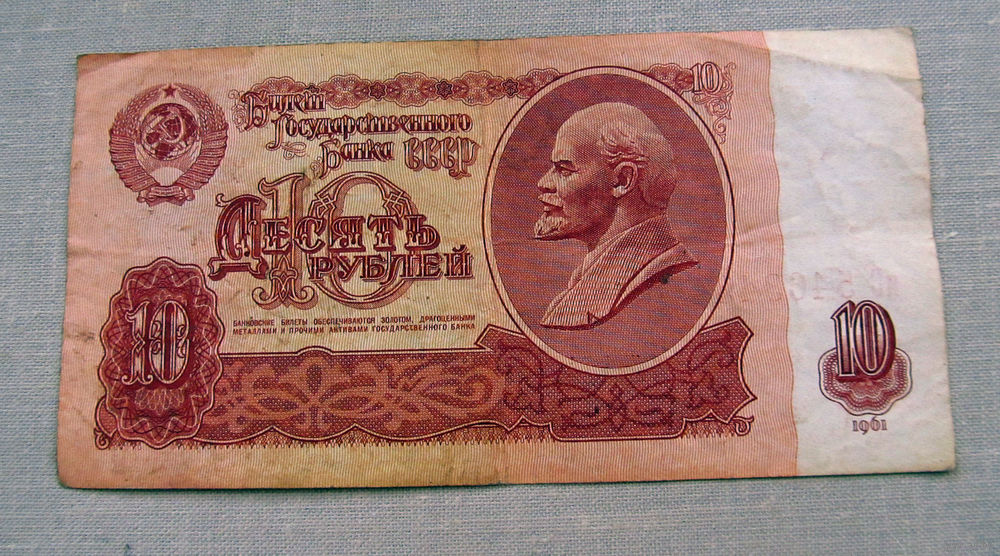 Билет
Государственного
Банка СССР
10
10
Десять
рублей
БАНКОВСКИЕ БИЛЕТЫ ОБЕСПЕЧИВАЮТСЯ ЗОЛОТОМ, ДРАГОЦЕННЫМИ
МЕТАЛЛАМИ И ПРОЧИМИ АКТИВАМИ ГОСУДАРСТВЕННОГО БАНКА
10
10
1961